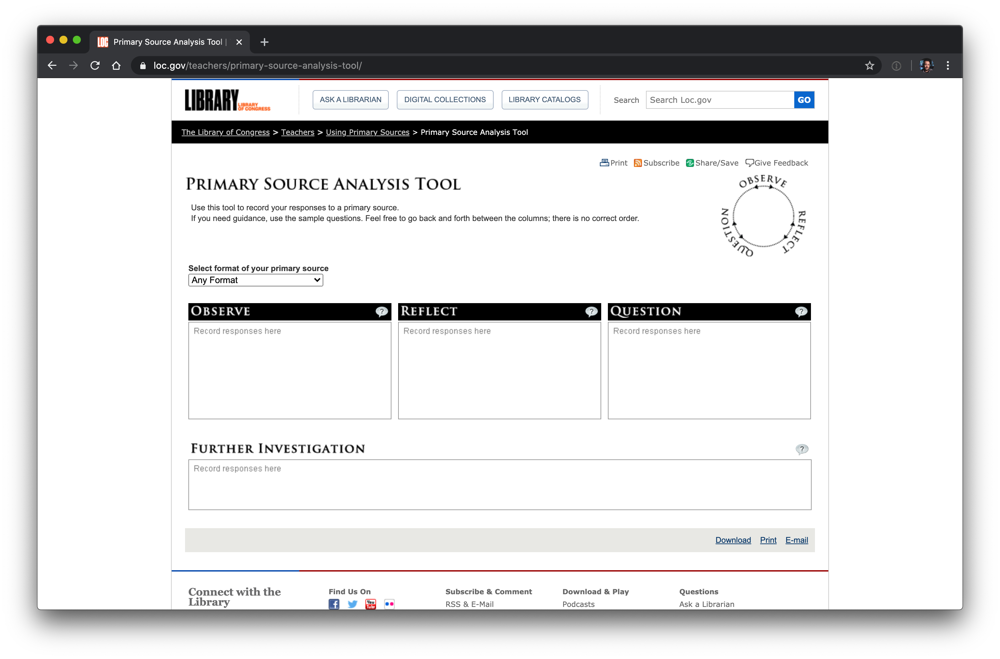 LOC Primary Source Analysis Tool |
loc.gov/teachers/primary-source-analysis-tool/
LIBRARY LIBRARY OF CONGRESS
ASK A LIBRARIAN DIGITAL COLLECTIONS LIBRARY CATALOGS Search Search Loc.gov GO
The Library of Congress > Teachers > Using Primary Sources > Primary Source Analysis Tool
Print Subscribe Share/Save Give Feedback
PRIMARY SOURCE ANALYSIS TOOL
OBSERVE
REFLECT
QUESTION
Use this tool to record your responses to a primary source.
If you need guidance, use the sample questions. Feel free to go back and forth between the columns; there is no correct order.
Select format of your primary source
Any Format
OBSERVE ?
Record responses here
REFLECT ?
Record responses here
QUESTION ?
Record responses here
FURTHER INVESTIGATION ?
Record responses here
Download Print E-mail
Connect with the
Library
Find Us On
f You Tube
Subscribe & Comment
RSS & E-Mail
Download & Play
Podcasts
Questions
Ask a Librarian